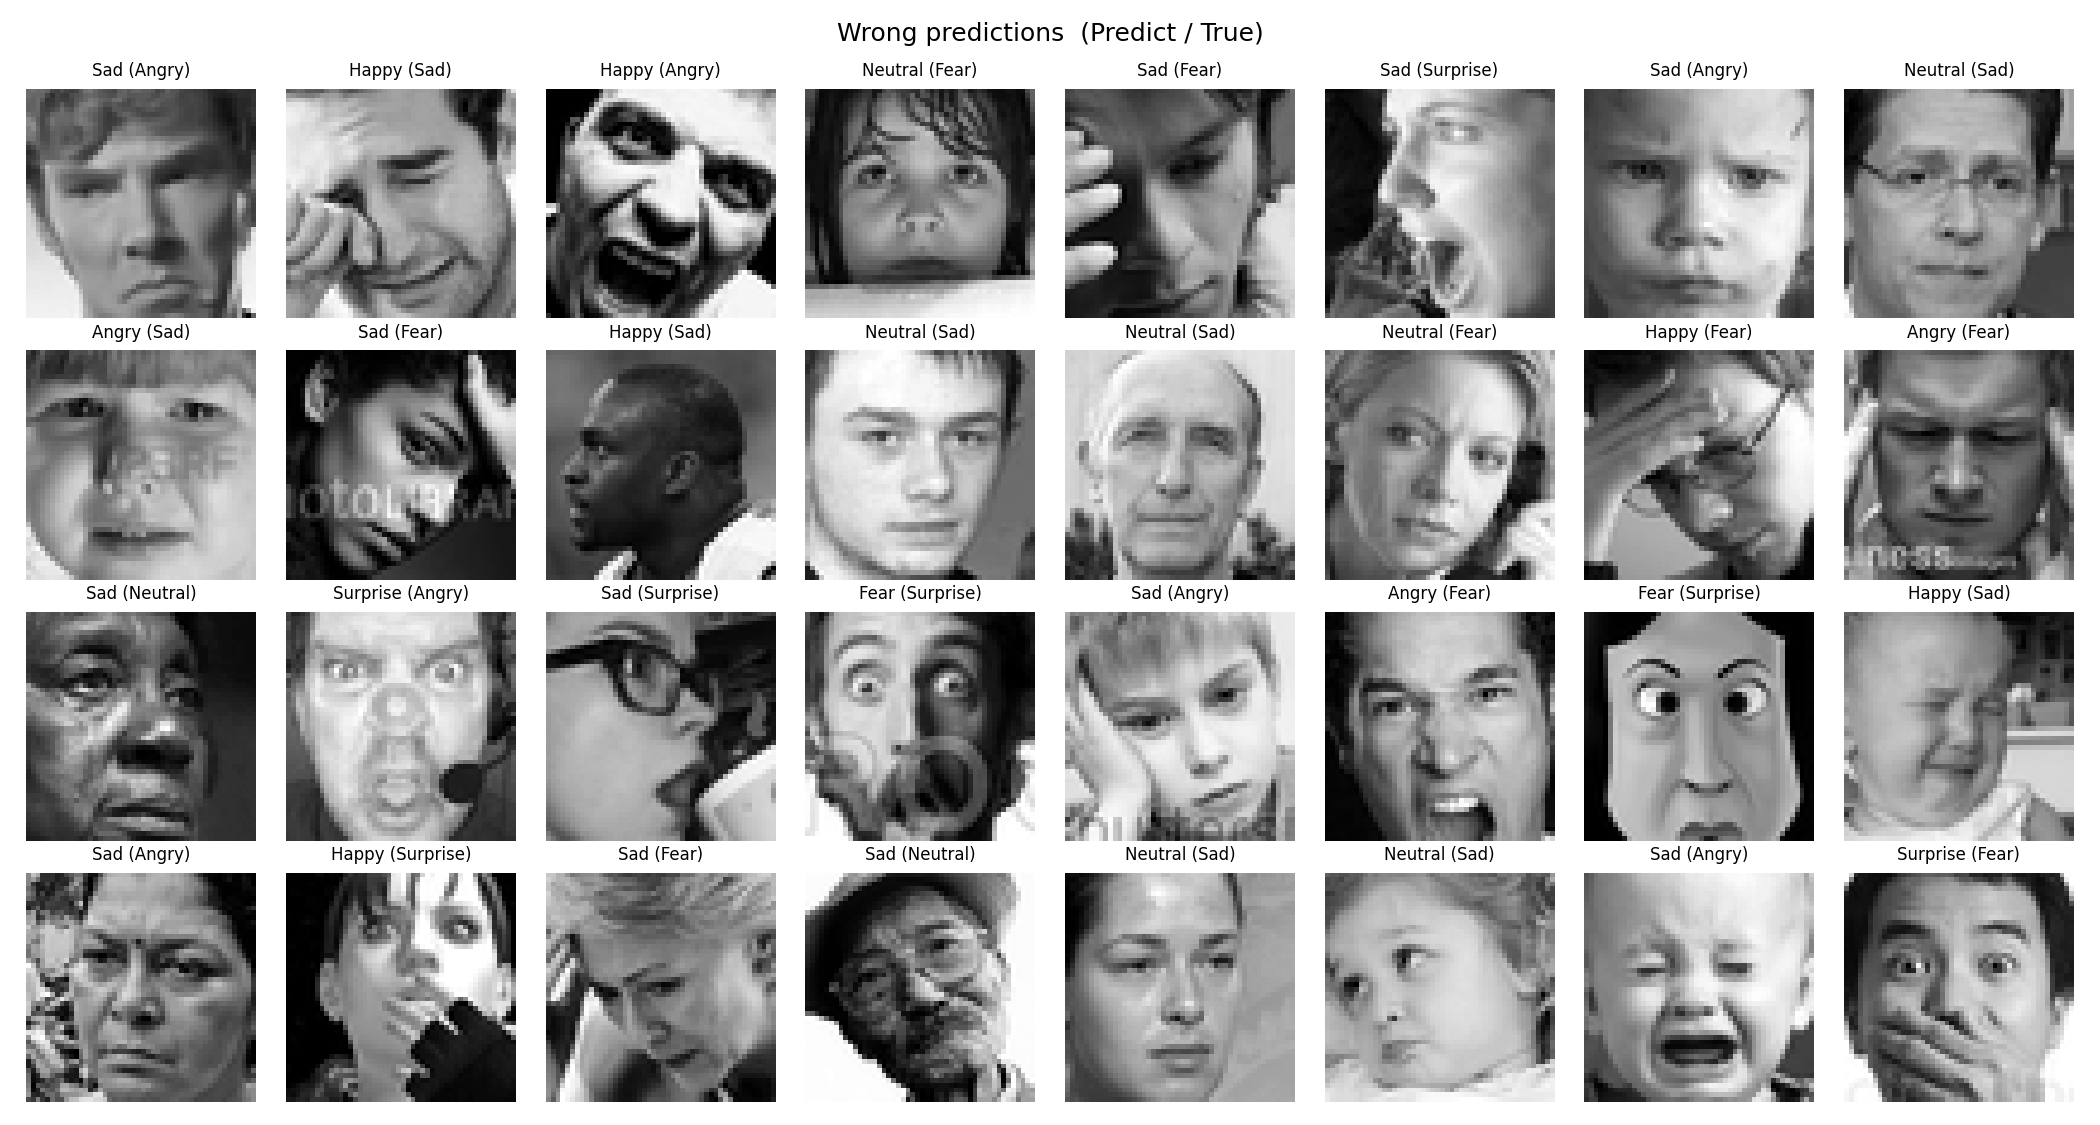 Wrong predictions (Predict / True)
Sad (Angry) Happy (Sad) Happy (Angry) Neutral (Fear) Sad (Fear) Sad (Surprise) Sad (Angry) Neutral (Sad)
Angry (Sad) Sad (Fear) Happy (Sad) Neutral (Sad) Neutral (Sad) Neutral (Fear) Happy (Fear) Angry (Fear)
Sad (Neutral) Surprise (Angry) Sad (Surprise) Fear (Surprise) Sad (Angry) Angry (Fear) Fear (Surprise) Happy (Sad)
Sad (Angry) Happy (Surprise) Sad (Fear) Sad (Neutral) Neutral (Sad) Neutral (Sad) Sad (Angry) Surprise (Fear)